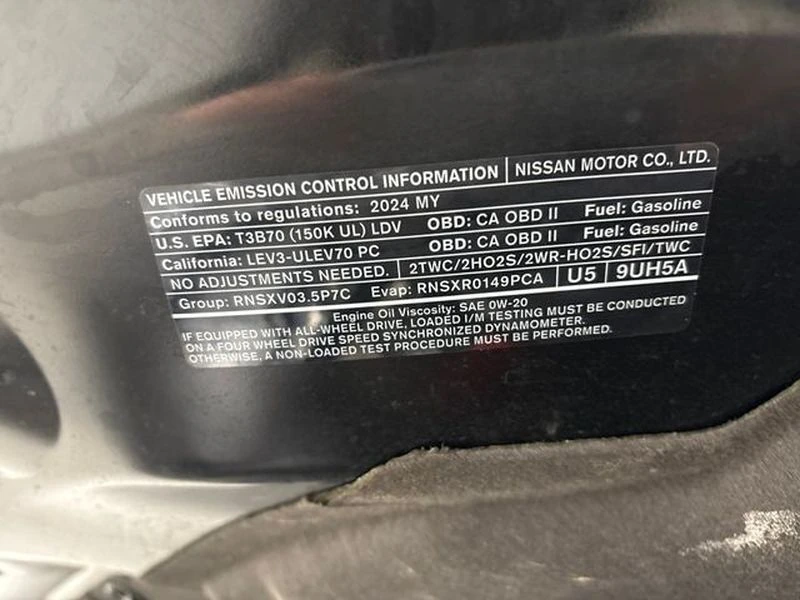 VEHICLE EMISSION CONTROL INFORMATION | NISSAN MOTOR CO., LTD.
Conforms to regulations: 2024 MY
U.S. EPA: T3B70 (150K UL) LDV OBD: CA OBD II Fuel: Gasoline
California: LEV3-ULEV70 PC OBD: CA OBD II Fuel: Gasoline
NO ADJUSTMENTS NEEDED. | 2TWC/2HO2S/2WR-HO2S/SFI/TWC
Group: RNSXV03.5P7C Evap: RNSXR0149PCA | U5 | 9UH5A
Engine Oil Viscosity: SAE 0W-20
IF EQUIPPED WITH ALL-WHEEL DRIVE, LOADED I/M TESTING MUST BE CONDUCTED
ON A FOUR WHEEL DRIVE SPEED SYNCHRONIZED DYNAMOMETER.
OTHERWISE, A NON-LOADED TEST PROCEDURE MUST BE PERFORMED.